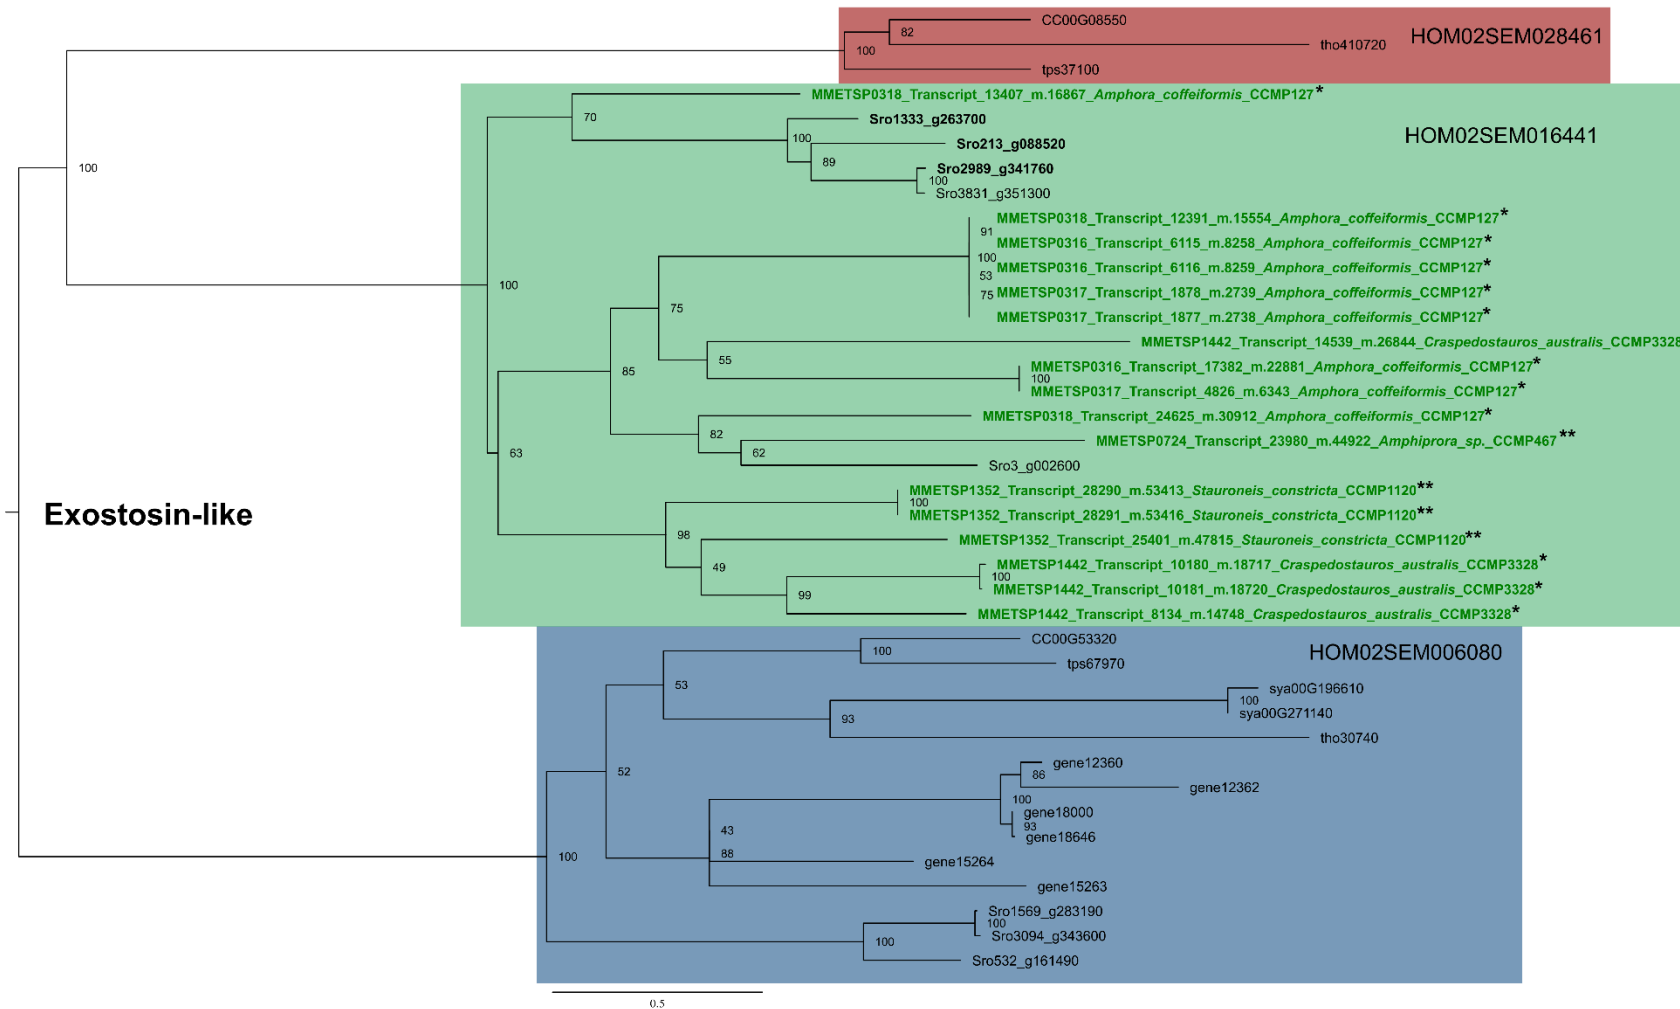 CC00G08550
82
HOM02SEM028461
tho410720
100
tps37100
MMETSP0318_Transcript_13407_m.16867_Amphora_coffeiformis_CCMP127*
70
Sro1333_g263700
HOM02SEM016441
100
Sro213_g088520
89
Sro2989_g341760
100
100
Sro3831_g351300
MMETSP0318_Transcript_12391_m.15554_Amphora_coffeiformis_CCMP127*
91
MMETSP0316_Transcript_6115_m.8258_Amphora_coffeiformis_CCMP127*
100
MMETSP0316_Transcript_6116_m.8259_Amphora_coffeiformis_CCMP127*
53
100
MMETSP0317_Transcript_1878_m.2739_Amphora_coffeiformis_CCMP127*
75
75
MMETSP0317_Transcript_1877_m.2738_Amphora_coffeiformis_CCMP127*
MMETSP1442_Transcript_14539_m.26844_Craspedostauros_australis_CCMP3328
55
MMETSP0316_Transcript_17382_m.22881_Amphora_coffeiformis_CCMP127*
85
100
MMETSP0317_Transcript_4826_m.6343_Amphora_coffeiformis_CCMP127*
MMETSP0318_Transcript_24625_m.30912_Amphora_coffeiformis_CCMP127*
82
MMETSP0724_Transcript_23980_m.44922_Amphiprora_sp._CCMP467**
63
62
Sro3_g002600
MMETSP1352_Transcript_28290_m.53413_Stauroneis_constricta_CCMP1120**
100
Exostosin-like
MMETSP1352_Transcript_28291_m.53416_Stauroneis_constricta_CCMP1120**
98
MMETSP1352_Transcript_25401_m.47815_Stauroneis_constricta_CCMP1120**
49
MMETSP1442_Transcript_10180_m.18717_Craspedostauros_australis_CCMP3328*
100
MMETSP1442_Transcript_10181_m.18720_Craspedostauros_australis_CCMP3328*
99
MMETSP1442_Transcript_8134_m.14748_Craspedostauros_australis_CCMP3328*
CC00G53320
100
HOM02SEM006080
tps67970
53
sya00G196610
100
sya00G271140
93
tho30740
gene12360
52
86
gene12362
100
gene18000
93
43
gene18646
88
gene15264
100
gene15263
Sro1569_g283190
100
Sro3094_g343600
100
Sro532_g161490
0.5